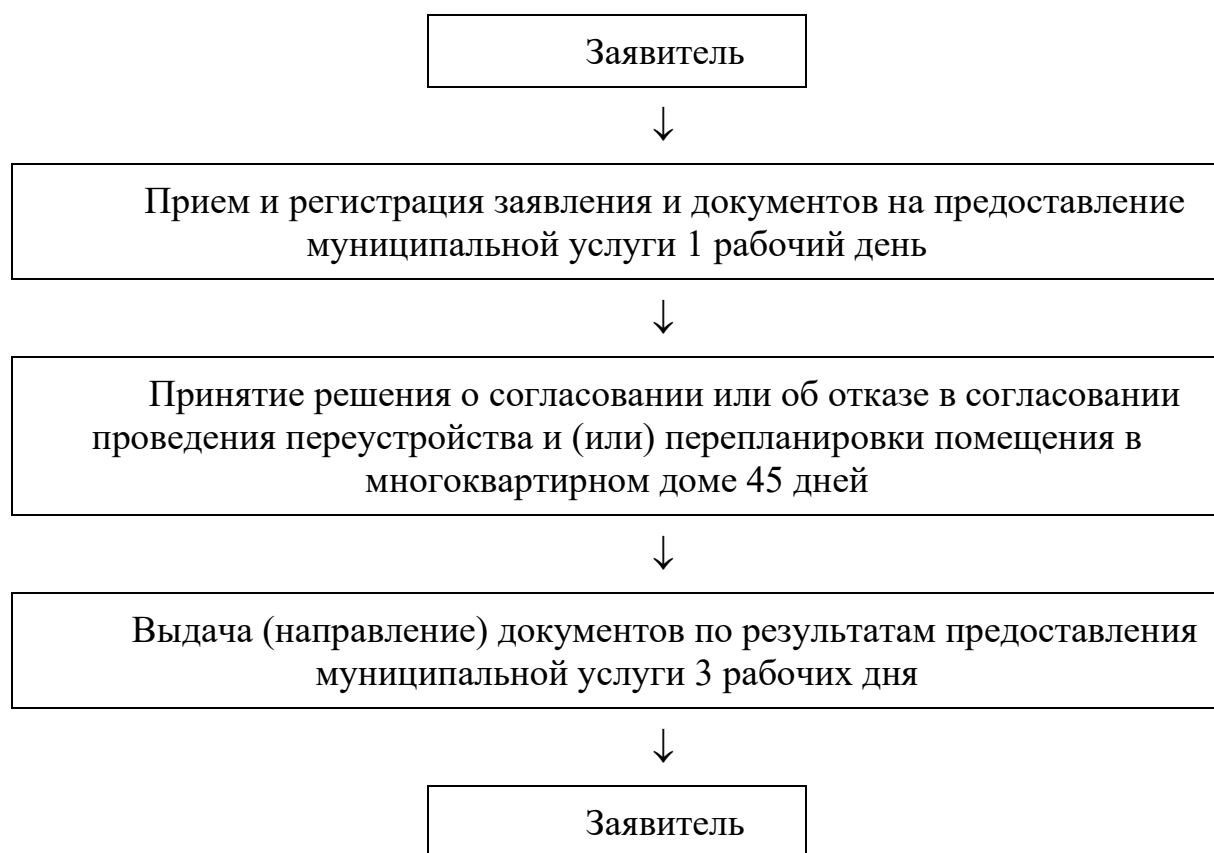 Заявитель
↓
Прием и регистрация заявления и документов на предоставление
муниципальной услуги 1 рабочий день
↓
Принятие решения о согласовании или об отказе в согласовании
проведения переустройства и (или) перепланировки помещения в
многоквартирном доме 45 дней
↓
Выдача (направление) документов по результатам предоставления
муниципальной услуги 3 рабочих дня
↓
Заявитель